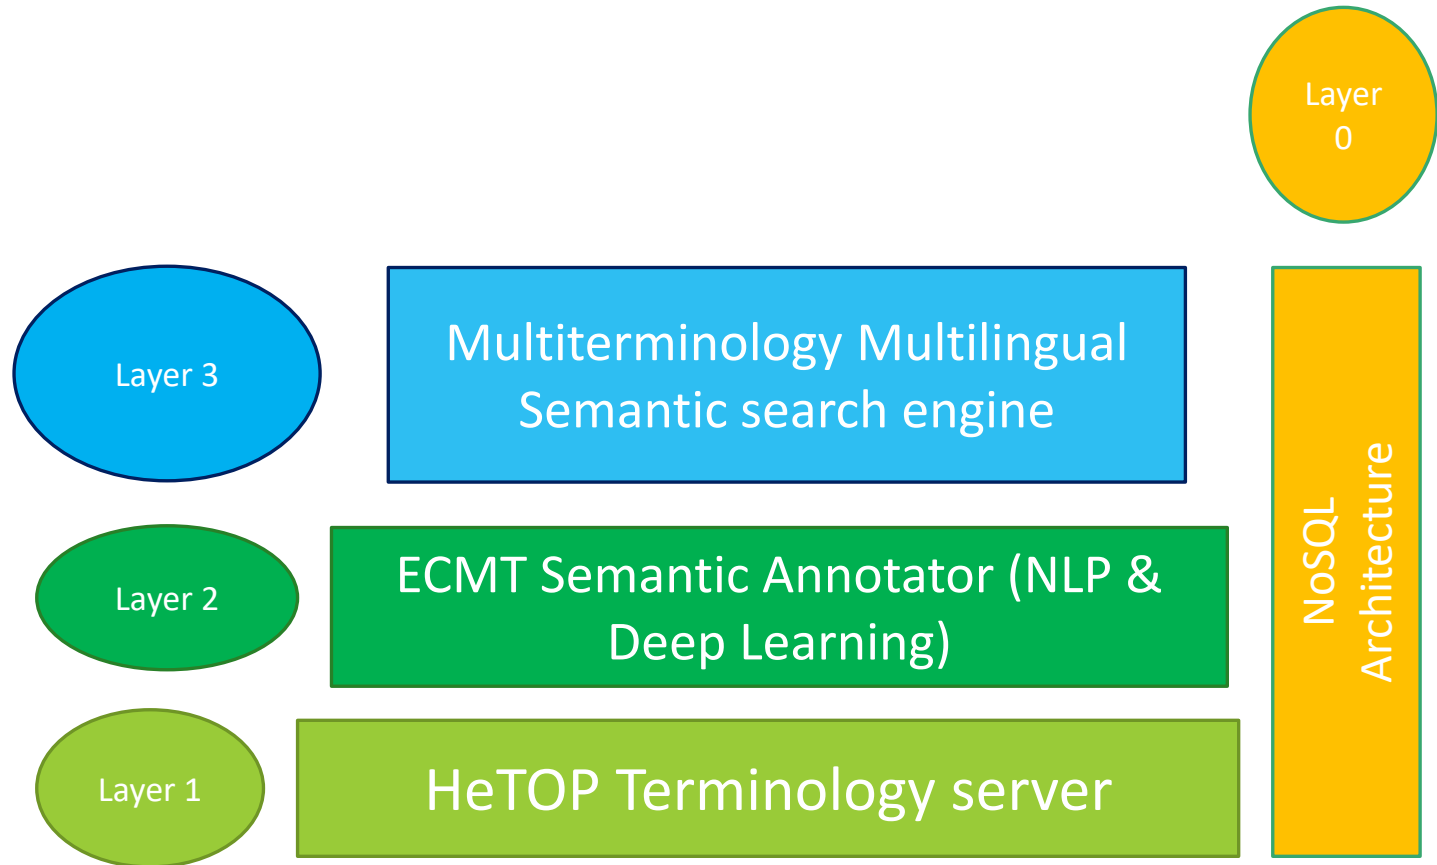 Layer
0
Layer 3
Multiterminology Multilingual
Semantic search engine
Layer 2
ECMT Semantic Annotator (NLP &
Deep Learning)
Layer 1
HeTOP Terminology server
NoSQL
Architecture